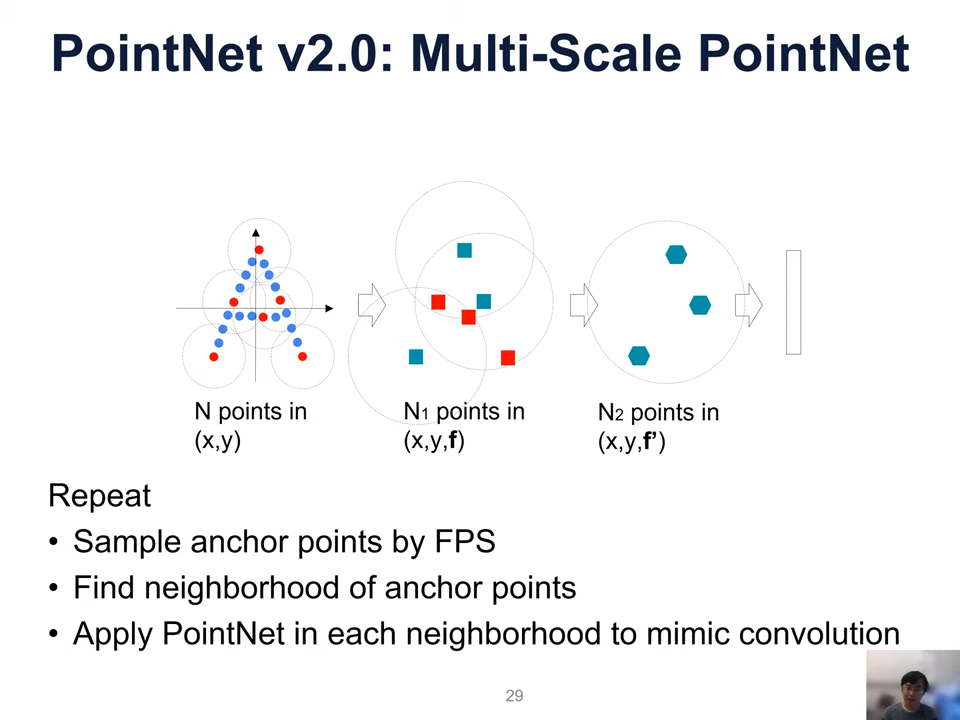 PointNet v2.0: Multi-Scale PointNet
N points in
(x,y)
N1 points in
(x,y,f)
N2 points in
(x,y,f’)
Repeat
• Sample anchor points by FPS
• Find neighborhood of anchor points
• Apply PointNet in each neighborhood to mimic convolution
29